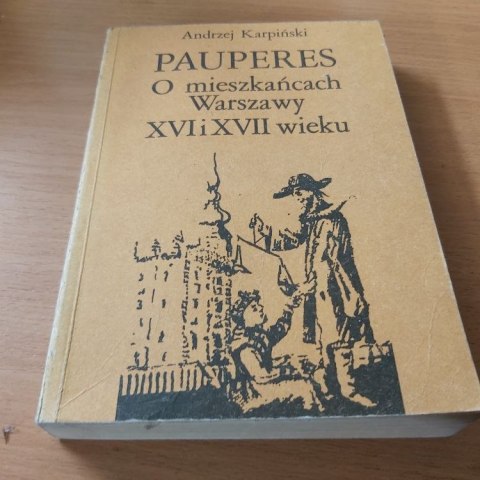 Andrzej Karpiński
PAUPERES
O mieszkańcach
Warszawy
XVI i XVII wieku